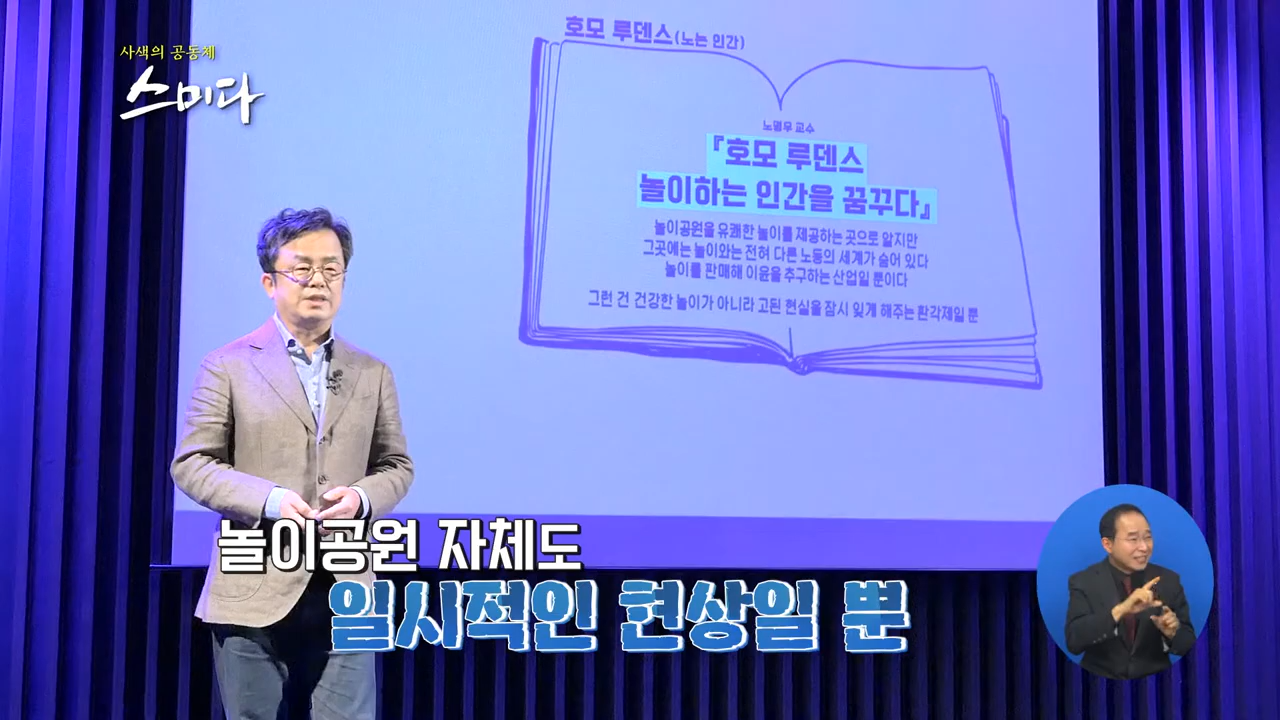 사색의 공동체
스미다
호모 루덴스(노는 인간)
노명우 교수
『호모 루덴스
놀이하는 인간을 꿈꾸다』
놀이공원을 유쾌한 놀이를 제공하는 곳으로 알지만
그곳에는 놀이와는 전혀 다른 노동의 세계가 숨어 있다
놀이를 판매해 이윤을 추구하는 산업일 뿐이다
그런 건 건강한 놀이가 아니라 고된 현실을 잠시 잊게 해주는 환각제일 뿐
놀이공원 자체도
일시적인 현상일 뿐